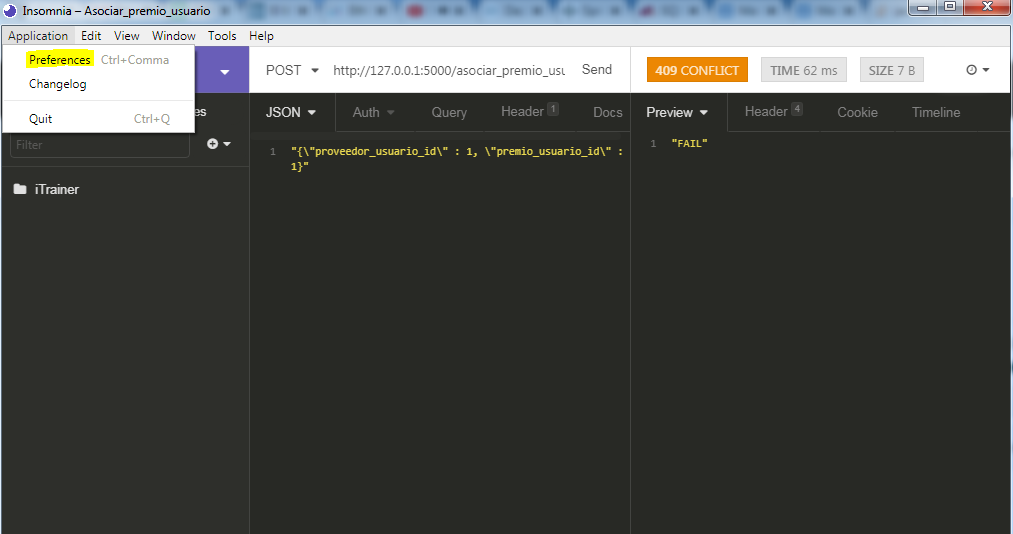 Insomnia – Asociar_premio_usuario
Application Edit View Window Tools Help
Preferences Ctrl+Comma
Changelog
Quit Ctrl+Q
es
Filter
iTrainer
POST http://127.0.0.1:5000/asociar_premio_usu Send
JSON Auth Query Header 1 Docs
1 "{\"proveedor_usuario_id\" : 1, \"premio_usuario_id\" :
1}"
409 CONFLICT TIME 62 ms SIZE 7 B
Preview Header 4 Cookie Timeline
1 "FAIL"